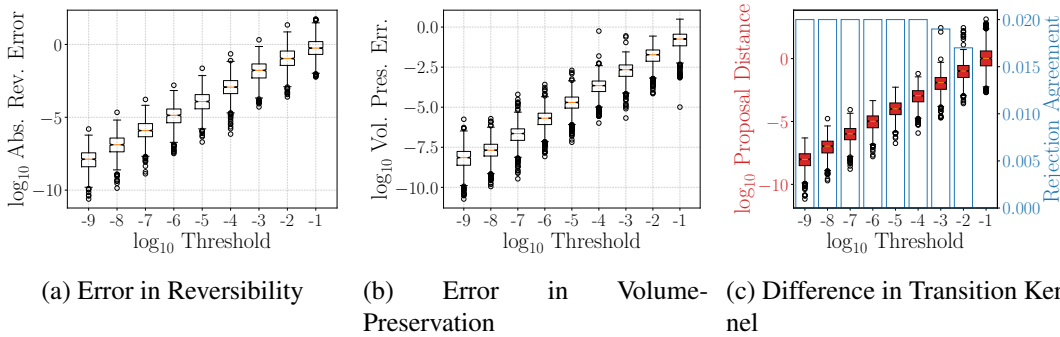 log10 Abs. Rev. Error
0
−5
−10
-9 -8 -7 -6 -5 -4 -3 -2 -1
log10 Threshold
(a) Error in Reversibility
log10 Vol. Pres. Err.
0.0
−2.5
−5.0
−7.5
−10.0
-9 -8 -7 -6 -5 -4 -3 -2 -1
log10 Threshold
(b) Error in Volume-
Preservation
log10 Proposal Distance
0
−5
−10
-9 -8 -7 -6 -5 -4 -3 -2 -1
log10 Threshold
0.020
0.015
0.010
0.005
0.000
Rejection Agreement
(c) Difference in Transition Ker
nel